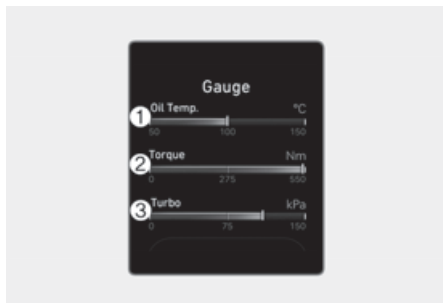 Gauge
① Oil Temp. °C
50 100 150
② Torque Nm
0 275 550
③ Turbo kPa
0 75 150